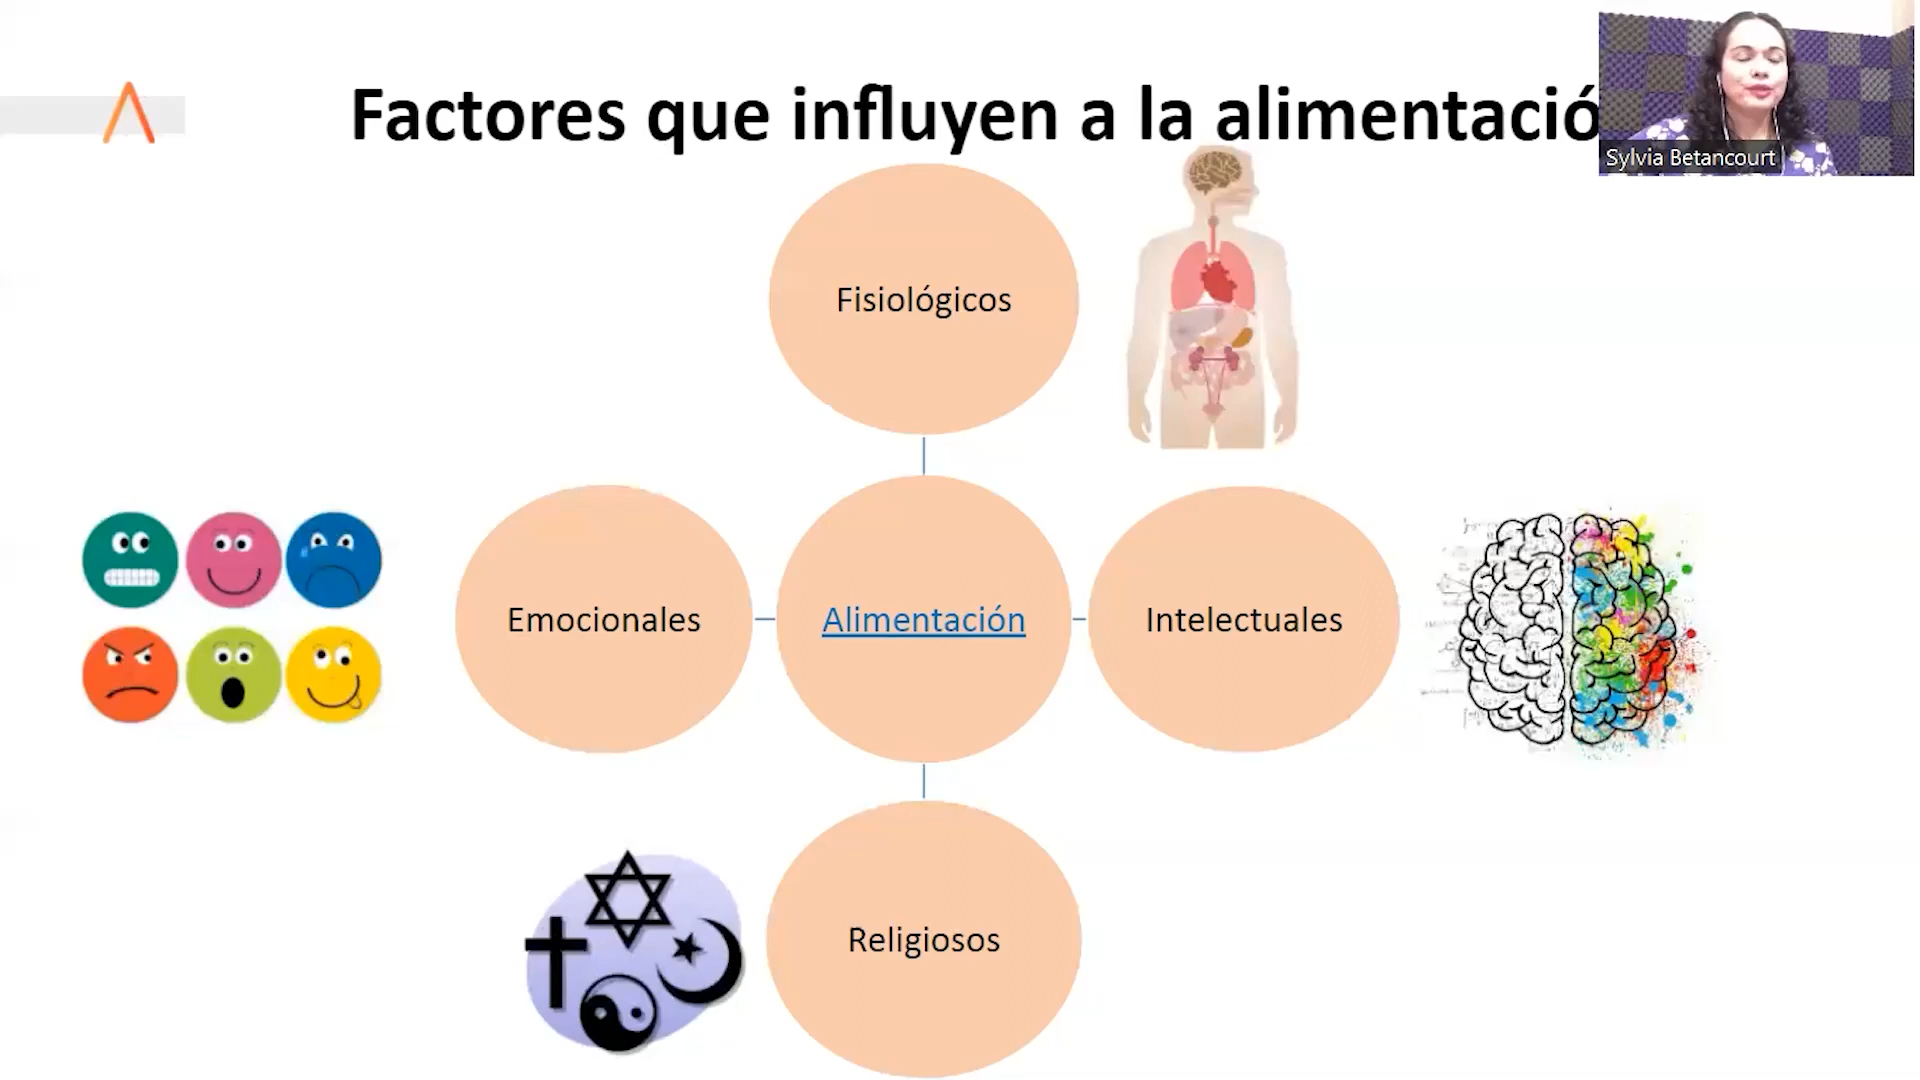 Factores que influyen a la alimentació
Sylvia Betancourt
Fisiológicos
Emocionales
Alimentación
Intelectuales
Religiosos